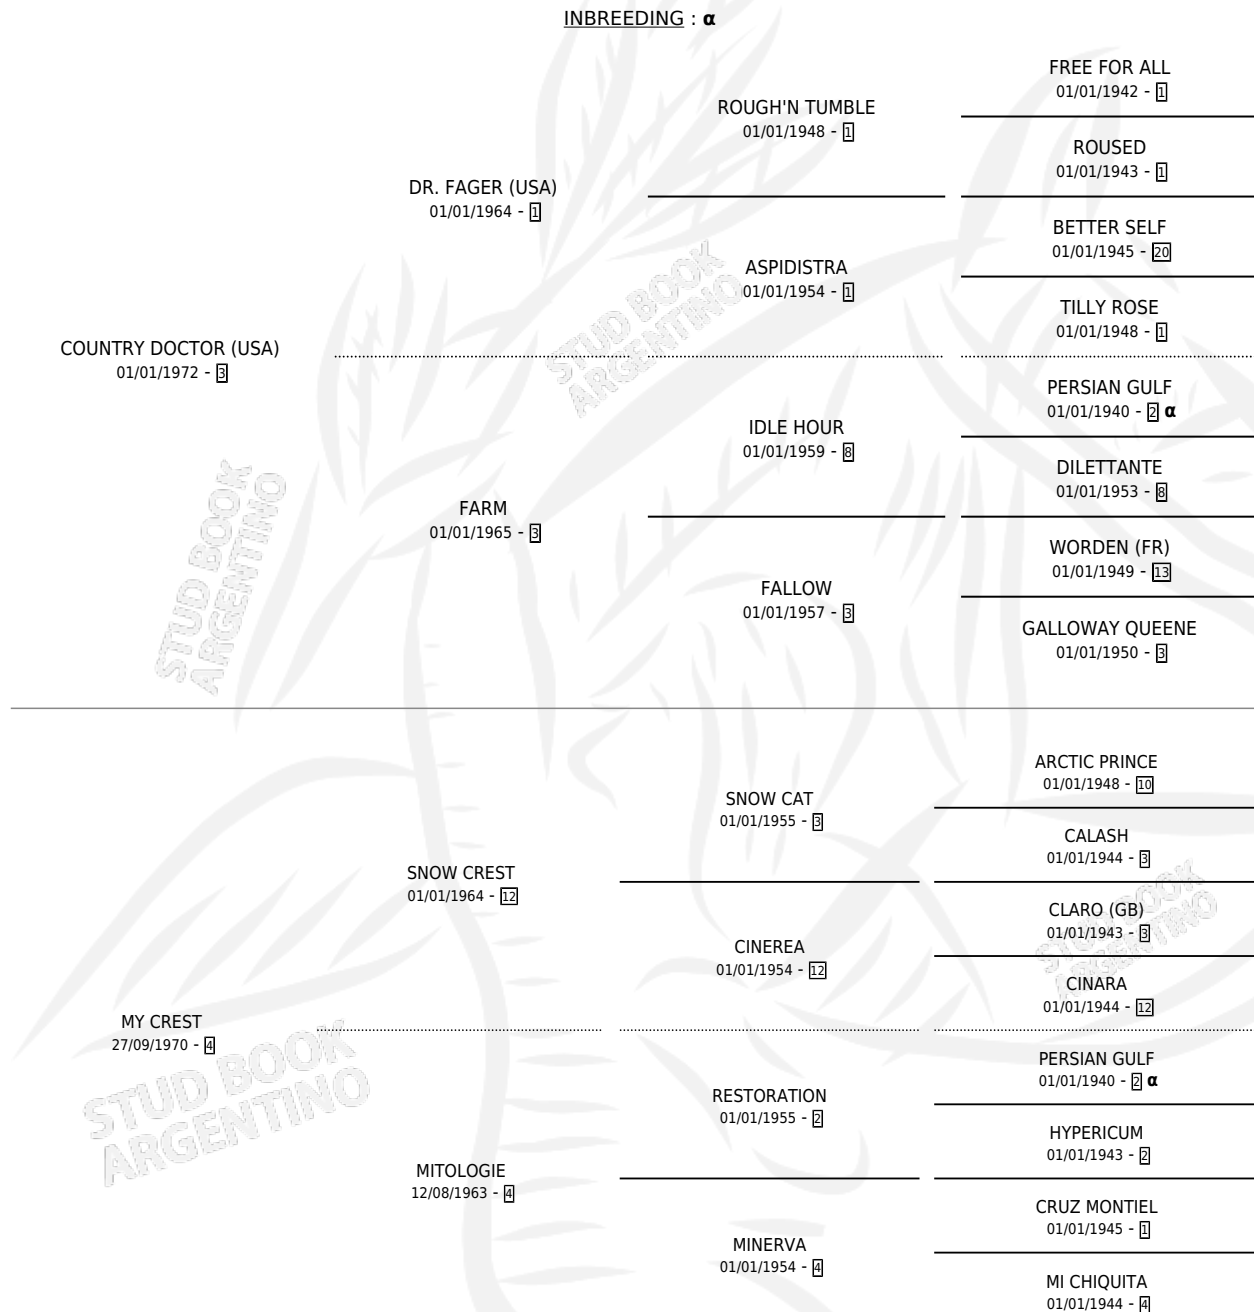 INBREEDING : α
FREE FOR ALL
01/01/1942 - 1
ROUGH'N TUMBLE
01/01/1948 - 1
ROUSED
01/01/1943 - 1
DR. FAGER (USA)
01/01/1964 - 1
BETTER SELF
01/01/1945 - 20
ASPIDISTRA
01/01/1954 - 1
TILLY ROSE
01/01/1948 - 1
COUNTRY DOCTOR (USA)
01/01/1972 - 3
PERSIAN GULF
01/01/1940 - 2 α
IDLE HOUR
01/01/1959 - 8
DILETTANTE
01/01/1953 - 8
FARM
01/01/1965 - 3
WORDEN (FR)
01/01/1949 - 13
FALLOW
01/01/1957 - 3
GALLOWAY QUEENE
01/01/1950 - 3
ARCTIC PRINCE
01/01/1948 - 10
SNOW CAT
01/01/1955 - 3
CALASH
01/01/1944 - 3
SNOW CREST
01/01/1964 - 12
CLARO (GB)
01/01/1943 - 3
CINEREA
01/01/1954 - 12
CINARA
01/01/1944 - 12
MY CREST
27/09/1970 - 4
PERSIAN GULF
01/01/1940 - 2 α
RESTORATION
01/01/1955 - 2
HYPERICUM
01/01/1943 - 2
MITOLOGIE
12/08/1963 - 4
CRUZ MONTIEL
01/01/1945 - 1
MINERVA
01/01/1954 - 4
MI CHIQUITA
01/01/1944 - 4
STUD BOOK
ARGENTINO
STUD BOOK
ARGENTINO
STUD BOOK
ARGENTINO
STUD BOOK
ARGENTINO